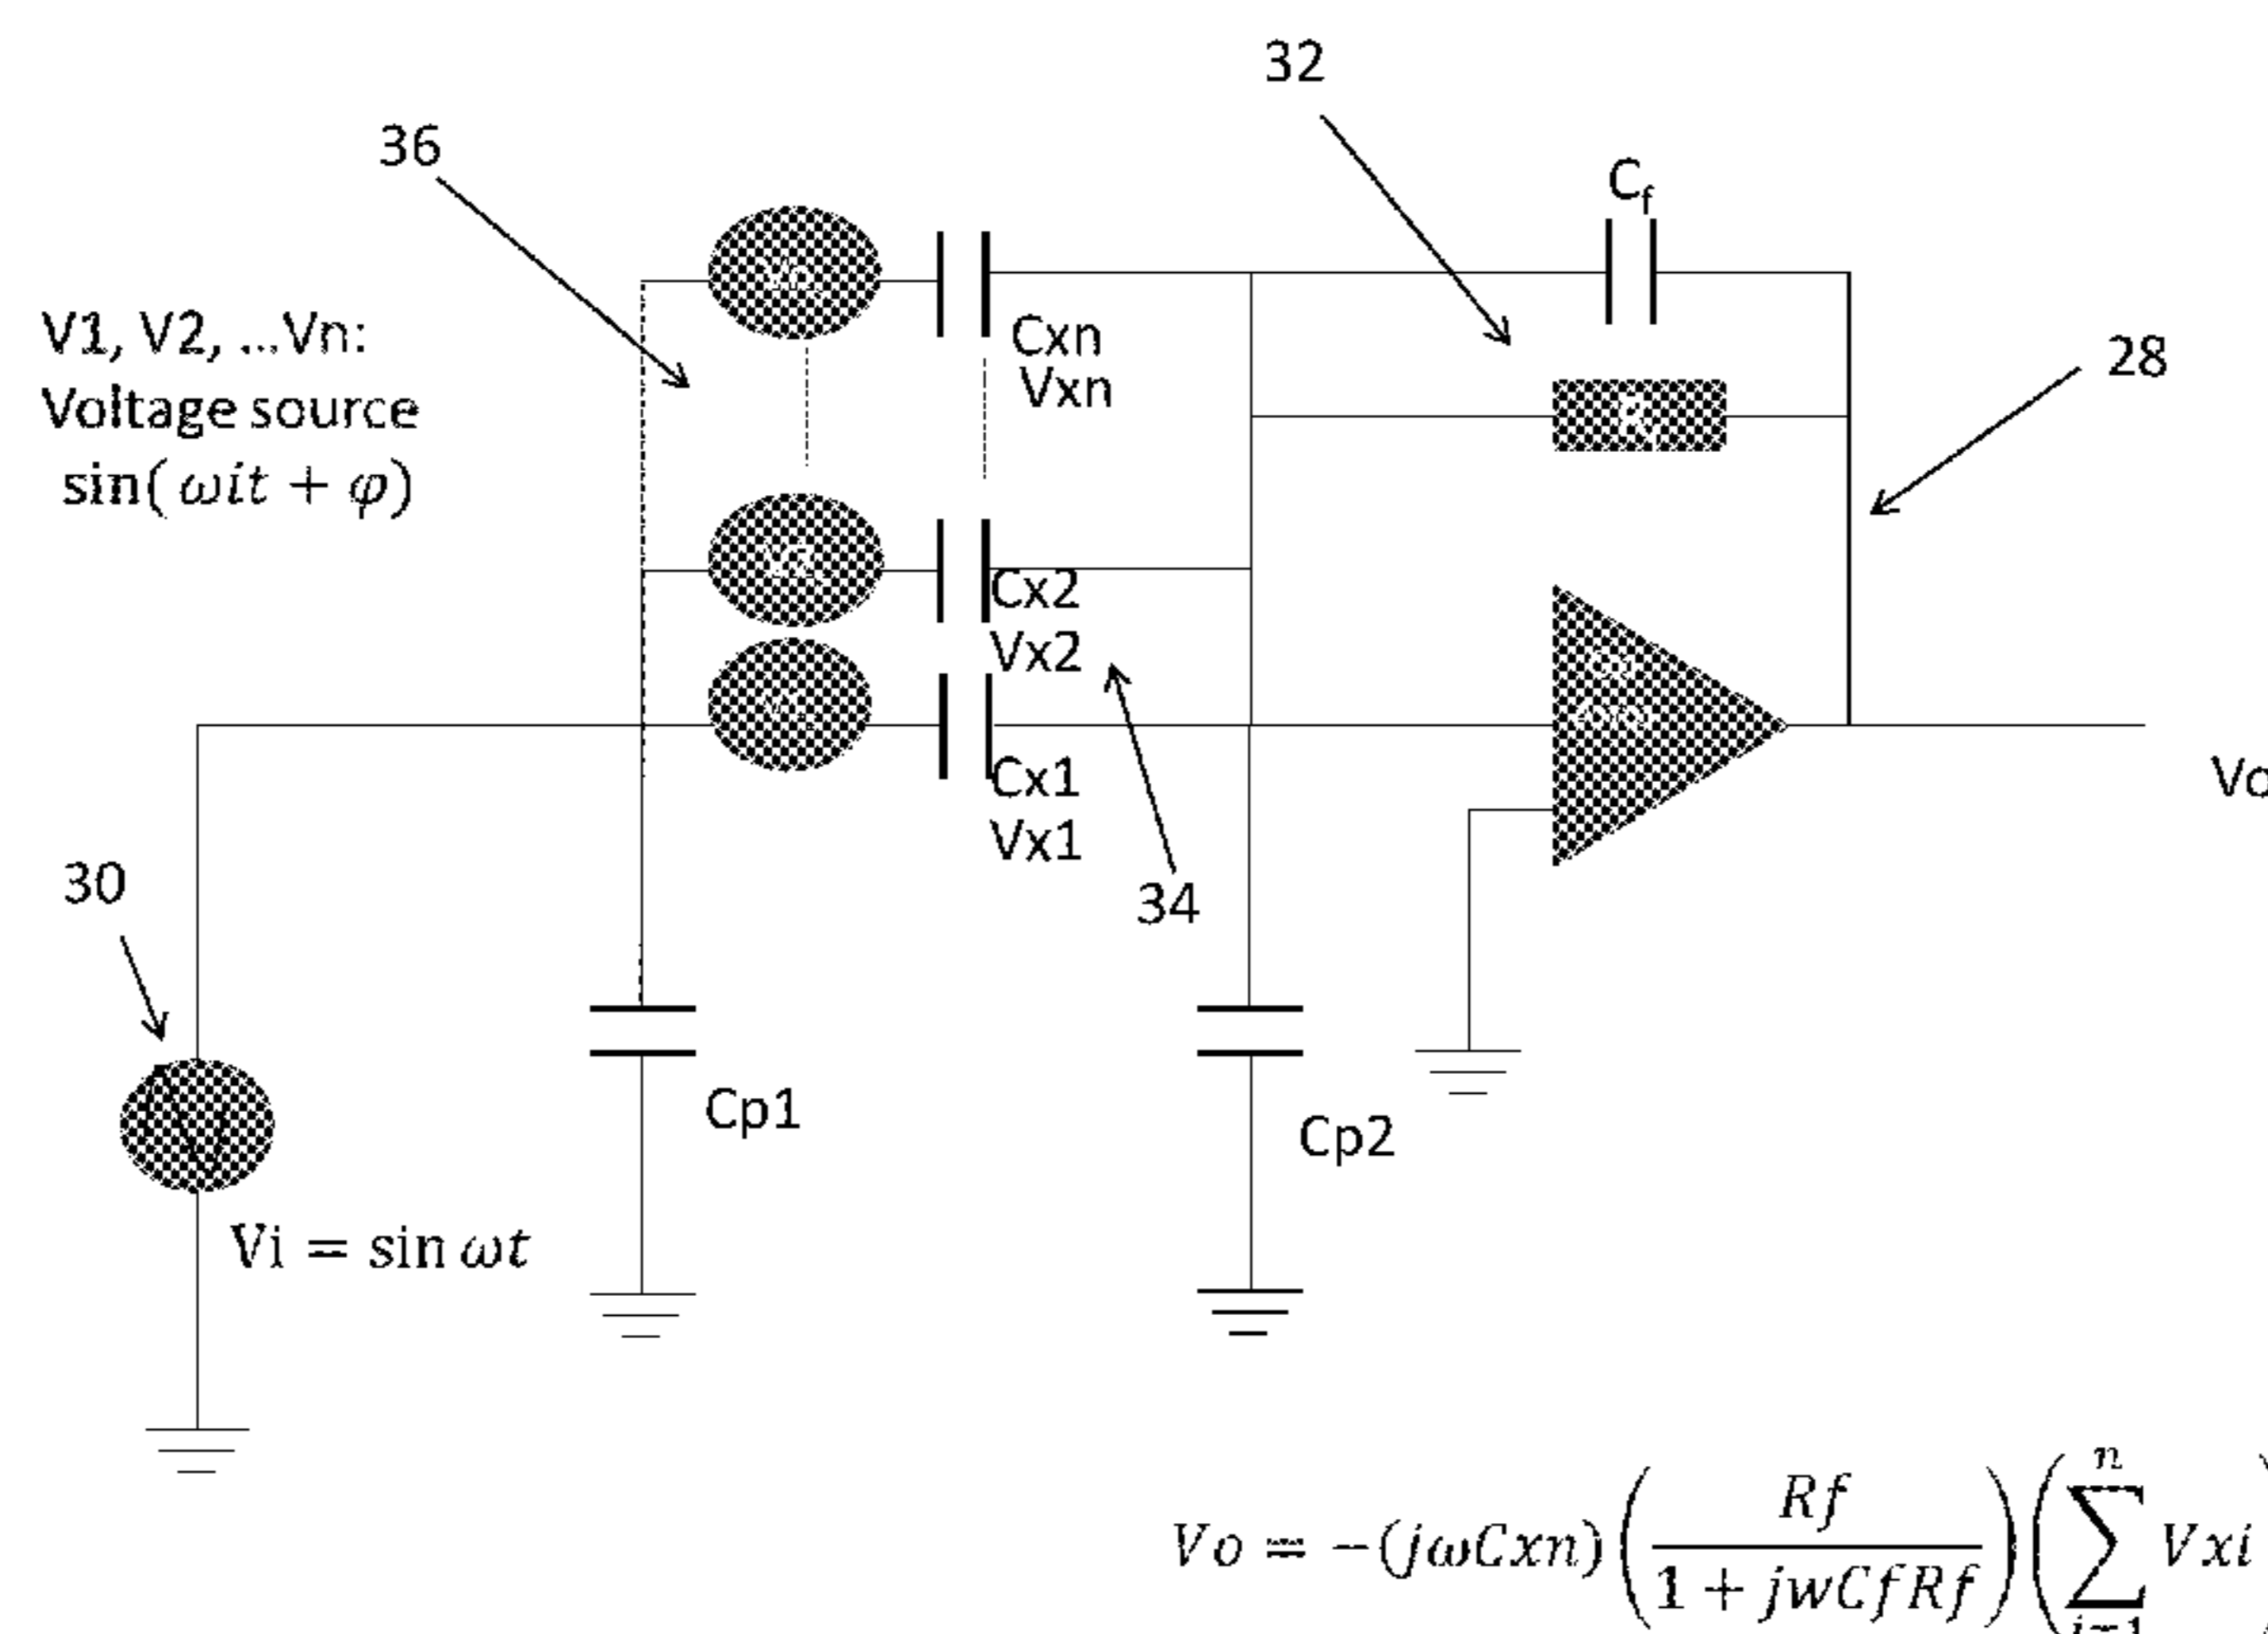 32
36
Cf
V1, V2, ...Vn:
Voltage source
sin( ωit + φ)
Cxn
Vxn
28
Cx2
Vx2
Cx1
Vx1
Vo
30
34
Cp1
Cp2
Vi = sin ωt
Vo = −(jωCxn) ( Rf / 1 + jwCfRf ) ( n ∑ i=1 Vxi )